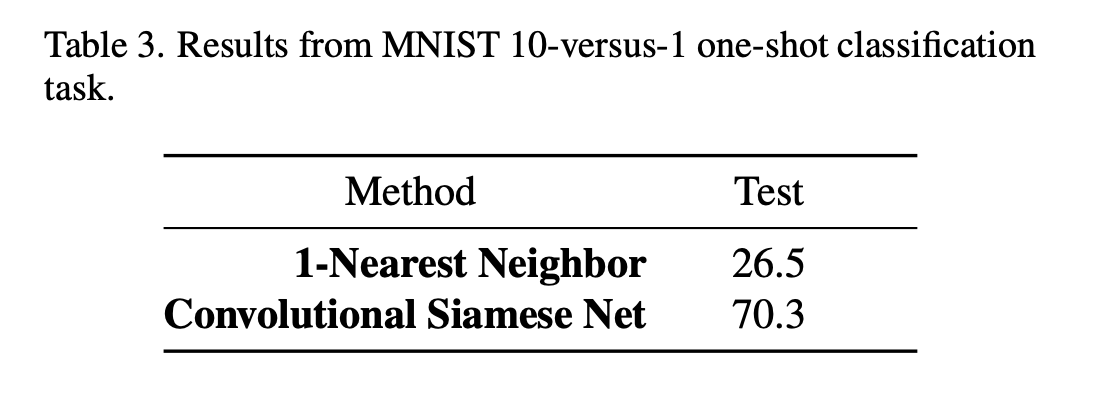 Table 3. Results from MNIST 10-versus-1 one-shot classification
task.
Method Test
1-Nearest Neighbor 26.5
Convolutional Siamese Net 70.3